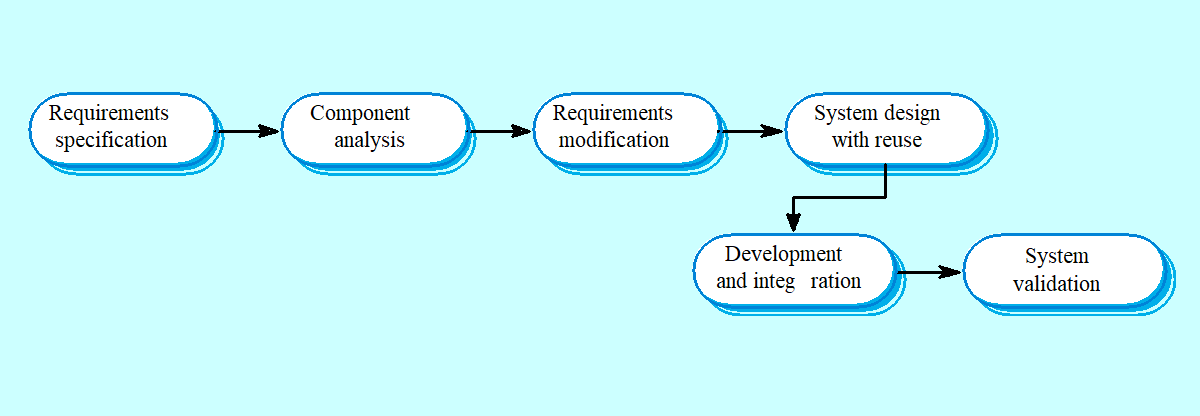 Requirements
specification
Component
analysis
Requirements
modification
System design
with reuse
Development
and integ ration
System
validation